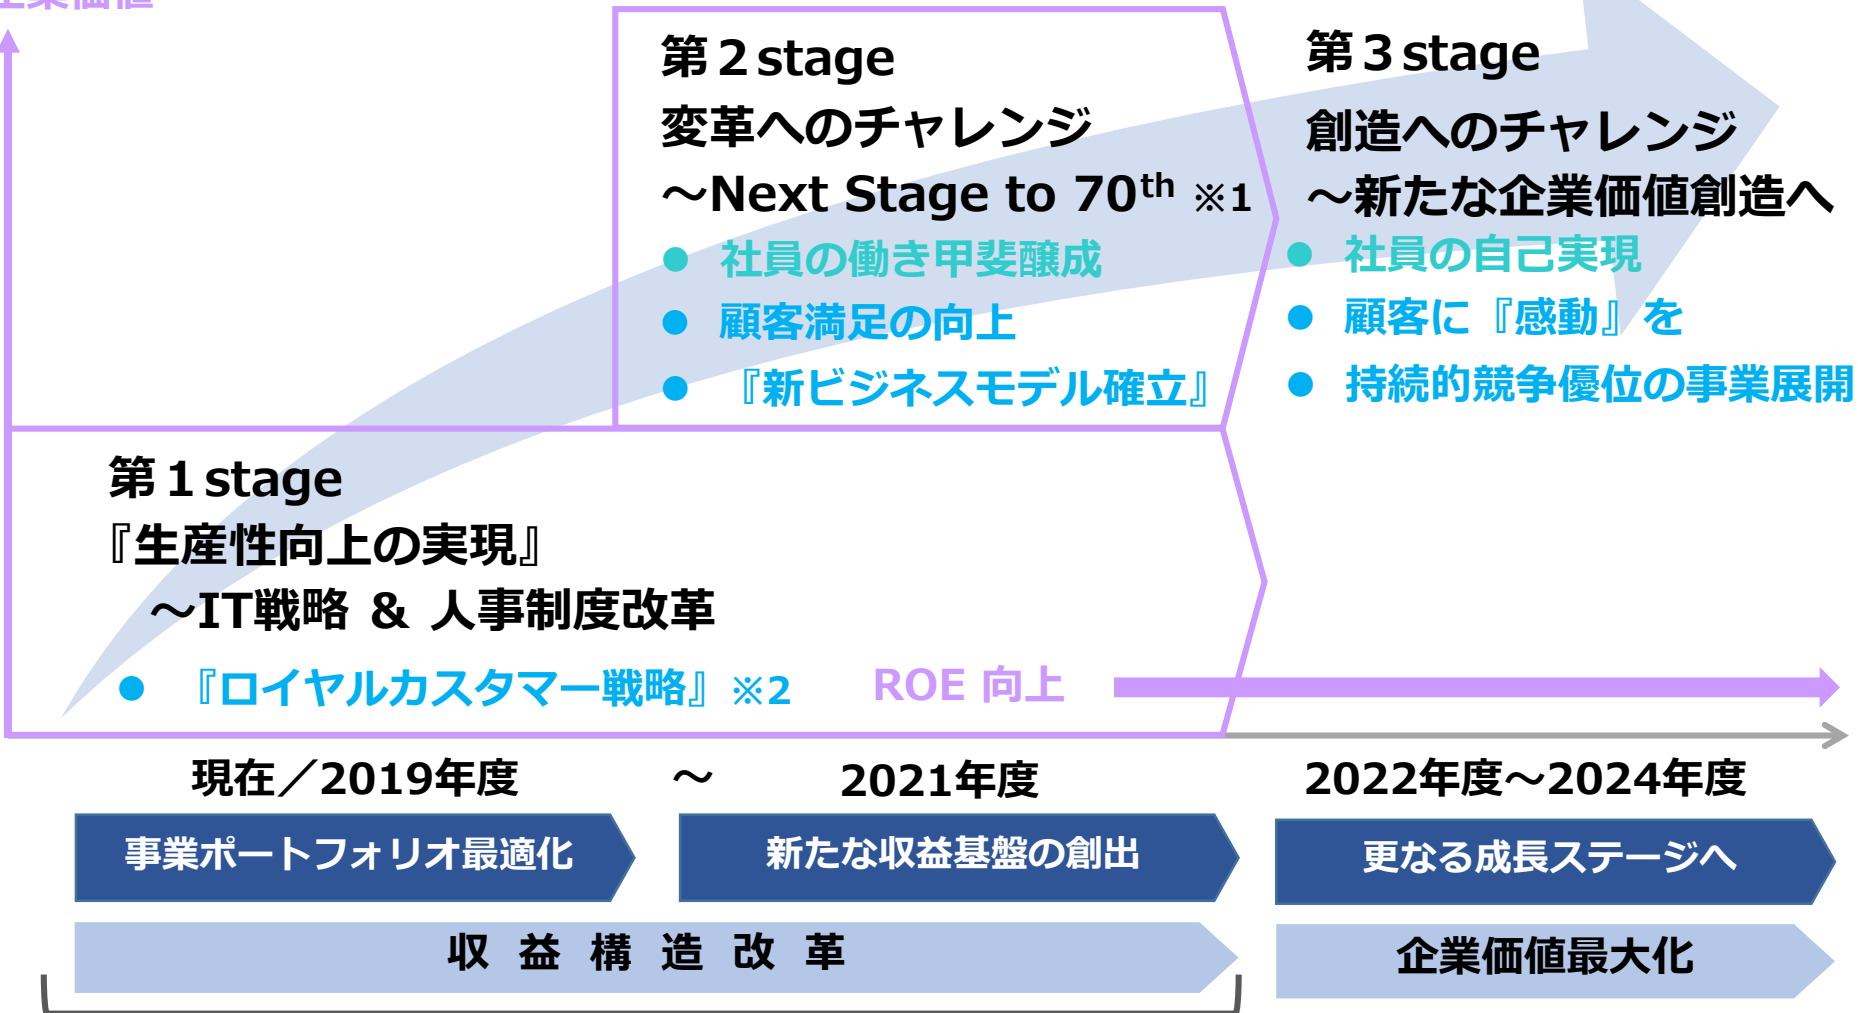 企業価値
第２stage
変革へのチャレンジ
～Next Stage to 70th ※1
● 社員の働き甲斐醸成
● 顧客満足の向上
● 『新ビジネスモデル確立』
第３stage
創造へのチャレンジ
～新たな企業価値創造へ
● 社員の自己実現
● 顧客に『感動』を
● 持続的競争優位の事業展開
第１stage
『生産性向上の実現』
～IT戦略 & 人事制度改革
● 『ロイヤルカスタマー戦略』※2
ROE 向上
現在／2019年度 ～ 2021年度
2022年度～2024年度
事業ポートフォリオ最適化
新たな収益基盤の創出
更なる成長ステージへ
収益構造改革
企業価値最大化